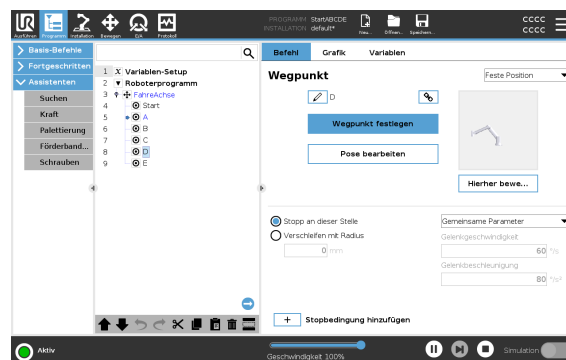 Ausführen Programm Installation Bewegen E/A Protokoll
PROGRAMM StartABCDE
INSTALLATION default*
Neu... Öffnen... Speichern...
CCCC
CCCC
Basis-Befehle
Fortgeschritten
Assistenten
Suchen
Kraft
Palettierung
Förderband...
Schrauben
1 X Variablen-Setup
2 Roboterprogramm
3 FahreAchse
4 Start
5 A
6 B
7 C
8 D
9 E
Befehl Grafik Variablen
Wegpunkt
Feste Position
D
Wegpunkt festlegen
Pose bearbeiten
Hierher bewe...
Stopp an dieser Stelle
Verschleifen mit Radius
0 mm
Gemeinsame Parameter
Gelenkgeschwindigkeit
60 °/s
Gelenkbeschleunigung
80 °/s²
+ Stopbedingung hinzufügen
Aktiv
Geschwindigkeit 100%
Simulation